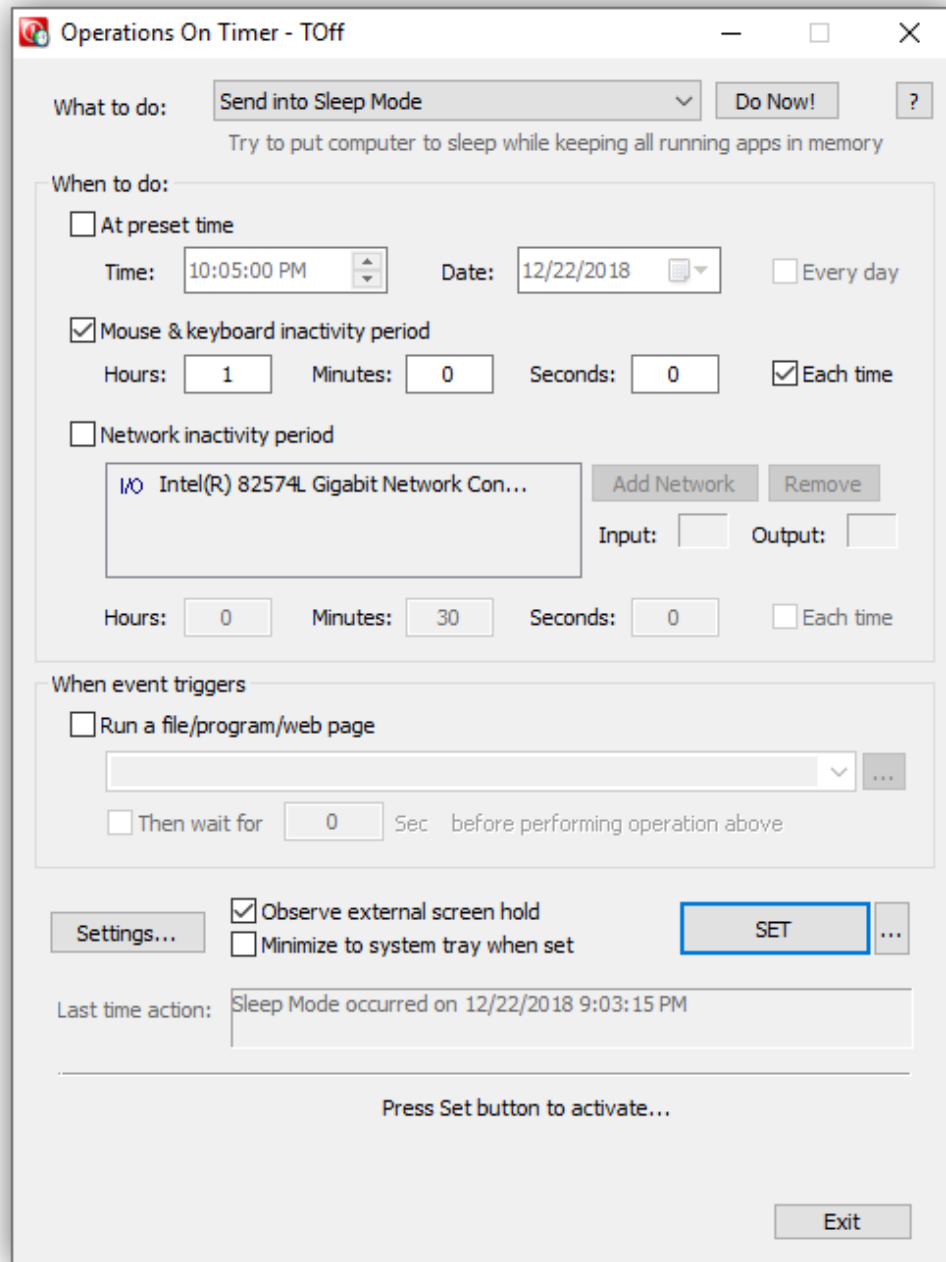 Operations On Timer - TOff
What to do: Send into Sleep Mode Do Now! ?
Try to put computer to sleep while keeping all running apps in memory
When to do:
At preset time
Time: 10:05:00 PM Date: 12/22/2018 Every day
Mouse & keyboard inactivity period
Hours: 1 Minutes: 0 Seconds: 0 Each time
Network inactivity period
I/O Intel(R) 82574L Gigabit Network Con... Add Network Remove
Input: Output:
Hours: 0 Minutes: 30 Seconds: 0 Each time
When event triggers
Run a file/program/web page
...
Then wait for 0 Sec before performing operation above
Settings... Observe external screen hold SET ...
Minimize to system tray when set
Last time action: Sleep Mode occurred on 12/22/2018 9:03:15 PM
Press Set button to activate...
Exit